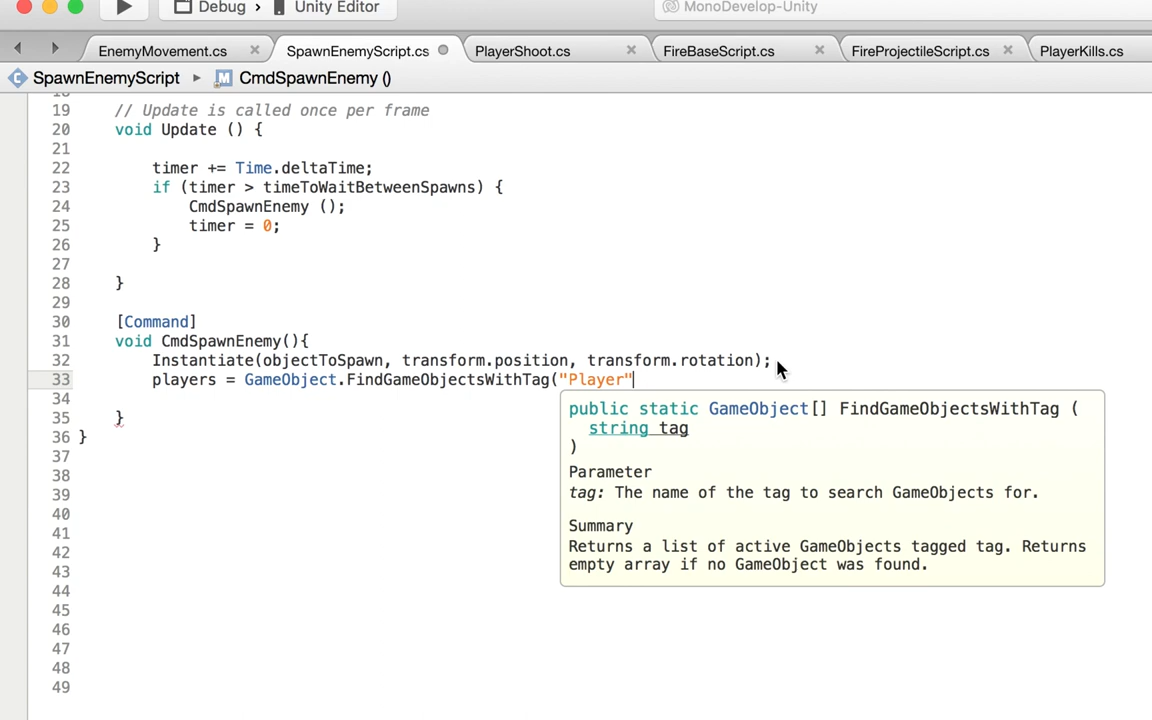 Debug › Unity Editor
MonoDevelop-Unity
EnemyMovement.cs × SpawnEnemyScript.cs PlayerShoot.cs × FireBaseScript.cs × FireProjectileScript.cs × PlayerKills.cs
C SpawnEnemyScript ▸ M CmdSpawnEnemy ()
18
19 // Update is called once per frame
20 void Update () {
21
22 timer += Time.deltaTime;
23 if (timer > timeToWaitBetweenSpawns) {
24 CmdSpawnEnemy ();
25 timer = 0;
26 }
27
28 }
29
30 [Command]
31 void CmdSpawnEnemy(){
32 Instantiate(objectToSpawn, transform.position, transform.rotation);
33 players = GameObject.FindGameObjectsWithTag("Player"
34
35 }
36 }
37
38
39
40
41
42
43
44
45
46
47
48
49
public static GameObject[] FindGameObjectsWithTag (
string tag
)
Parameter
tag: The name of the tag to search GameObjects for.
Summary
Returns a list of active GameObjects tagged tag. Returns
empty array if no GameObject was found.